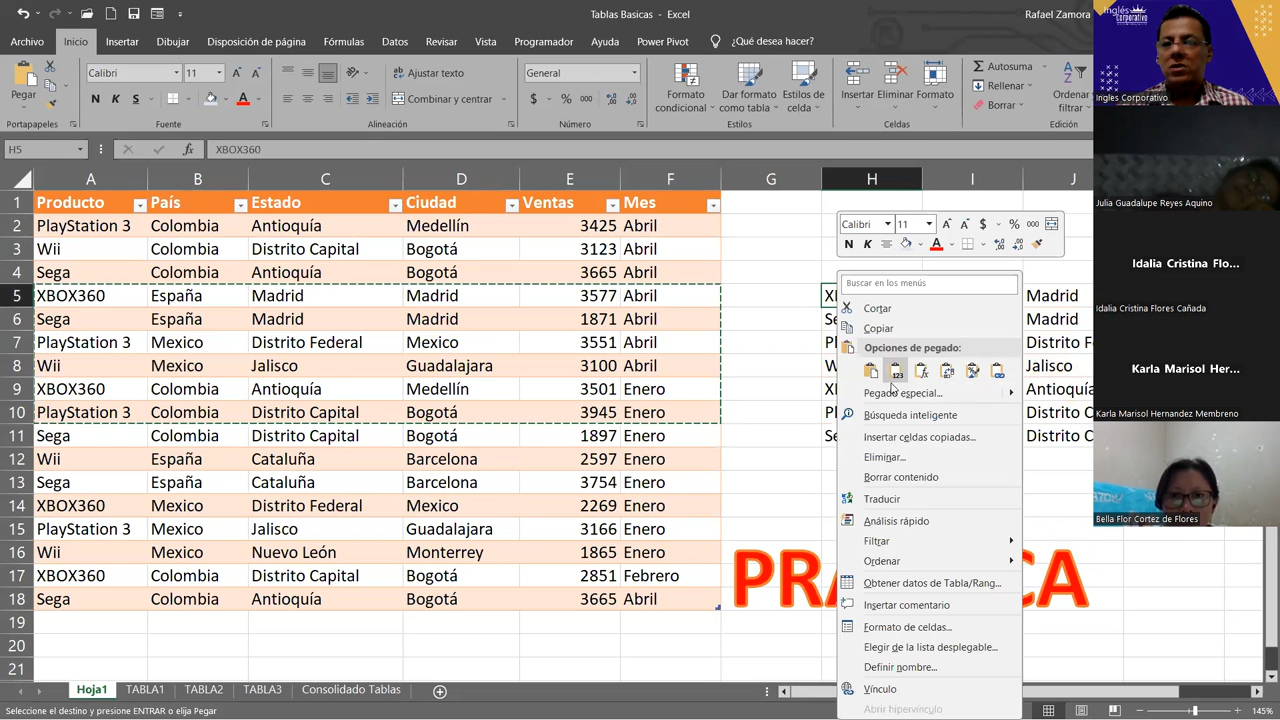 Tablas Basicas - Excel
Rafael Zamora
Archivo Inicio Insertar Dibujar Disposición de página Fórmulas Datos Revisar Vista Programador Ayuda Power Pivot ¿Qué desea hacer?
Pegar
Calibri 11
N K S
Ajustar texto
Combinar y centrar
General
$ % 000
Formato condicional
Dar formato como tabla
Estilos de celda
Insertar Eliminar Formato
Autosuma
Rellenar
Borrar
Ordenar y filtrar
Portapapeles Fuente Alineación Número Estilos Celdas Edición
H5 fx XBOX360
A B C D E F G H I J
1 Producto País Estado Ciudad Ventas Mes
2 PlayStation 3 Colombia Antioquía Medellín 3425 Abril
3 Wii Colombia Distrito Capital Bogotá 3123 Abril
4 Sega Colombia Antioquía Bogotá 3665 Abril
5 XBOX360 España Madrid Madrid 3577 Abril
6 Sega España Madrid Madrid 1871 Abril
7 PlayStation 3 Mexico Distrito Federal Mexico 3551 Abril
8 Wii Mexico Jalisco Guadalajara 3100 Abril
9 XBOX360 Colombia Antioquía Medellín 3501 Enero
10 PlayStation 3 Colombia Distrito Capital Bogotá 3945 Enero
11 Sega Colombia Distrito Capital Bogotá 1897 Enero
12 Wii España Cataluña Barcelona 2597 Enero
13 Sega España Cataluña Barcelona 3754 Enero
14 XBOX360 Mexico Distrito Federal Mexico 2269 Enero
15 PlayStation 3 Mexico Jalisco Guadalajara 3166 Enero
16 Wii Mexico Nuevo León Monterrey 1865 Enero
17 XBOX360 Colombia Distrito Capital Bogotá 2851 Febrero
18 Sega Colombia Antioquía Bogotá 3665 Abril
19
20
21
Calibri 11 $ % 000
N K
Buscar en los menús
Cortar
Copiar
Opciones de pegado:
Pegado especial...
Búsqueda inteligente
Insertar celdas copiadas...
Eliminar...
Borrar contenido
Traducir
Análisis rápido
Filtrar
Ordenar
Obtener datos de Tabla/Rang...
Insertar comentario
Formato de celdas...
Elegir de la lista desplegable...
Definir nombre...
Vínculo
Abrir hipervínculo
Madrid
Madrid
Distrito F
Jalisco
Antioquí
Distrito C
Distrito C
PRA CA
Hoja1 TABLA1 TABLA2 TABLA3 Consolidado Tablas
Seleccione el destino y presione ENTRAR o elija Pegar
145%
Inglés Corporativo
Ingles Corporativo
Julia Guadalupe Reyes Aquino
Idalia Cristina Flo...
Idalia Cristina Flores Cañada
Karla Marisol Her...
Karla Marisol Hernandez Membreno
Bella Flor Cortez de Flores